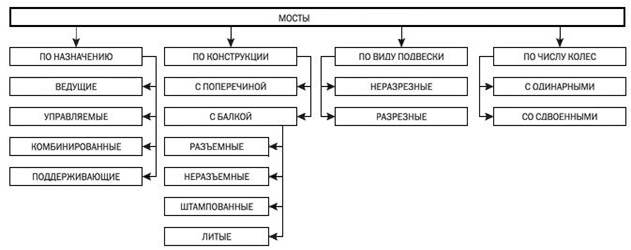 МОСТЫ
ПО НАЗНАЧЕНИЮ
ВЕДУЩИЕ
УПРАВЛЯЕМЫЕ
КОМБИНИРОВАННЫЕ
ПОДДЕРЖИВАЮЩИЕ
ПО КОНСТРУКЦИИ
С ПОПЕРЕЧИНОЙ
С БАЛКОЙ
РАЗЪЕМНЫЕ
НЕРАЗЪЕМНЫЕ
ШТАМПОВАННЫЕ
ЛИТЫЕ
ПО ВИДУ ПОДВЕСКИ
НЕРАЗРЕЗНЫЕ
РАЗРЕЗНЫЕ
ПО ЧИСЛУ КОЛЕС
С ОДИНАРНЫМИ
СО СДВОЕННЫМИ